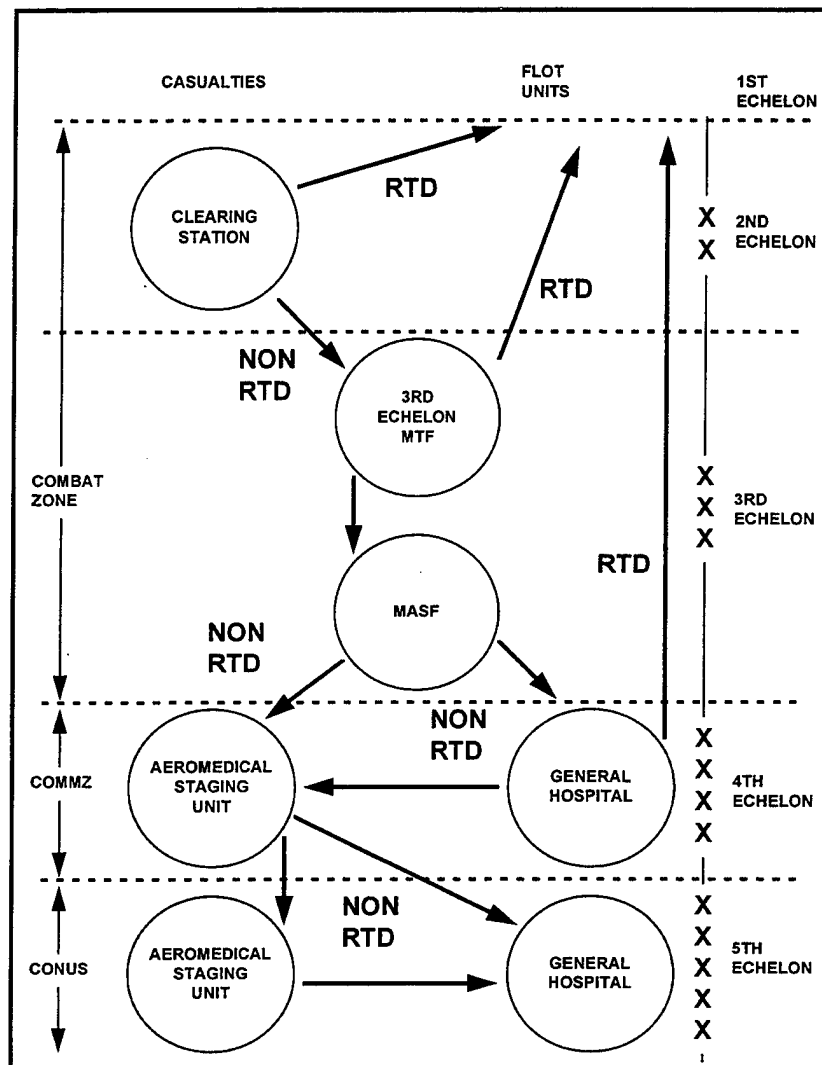 CASUALTIES
FLOT
UNITS
1ST
ECHELON
RTD
CLEARING
STATION
X
X
2ND
ECHELON
RTD
NON
RTD
3RD
ECHELON
MTF
COMBAT
ZONE
X
X
X
3RD
ECHELON
RTD
MASF
NON
RTD
NON
RTD
COMMZ
AEROMEDICAL
STAGING
UNIT
GENERAL
HOSPITAL
X
X
X
X
4TH
ECHELON
NON
RTD
CONUS
AEROMEDICAL
STAGING
UNIT
GENERAL
HOSPITAL
X
X
X
X
X
5TH
ECHELON